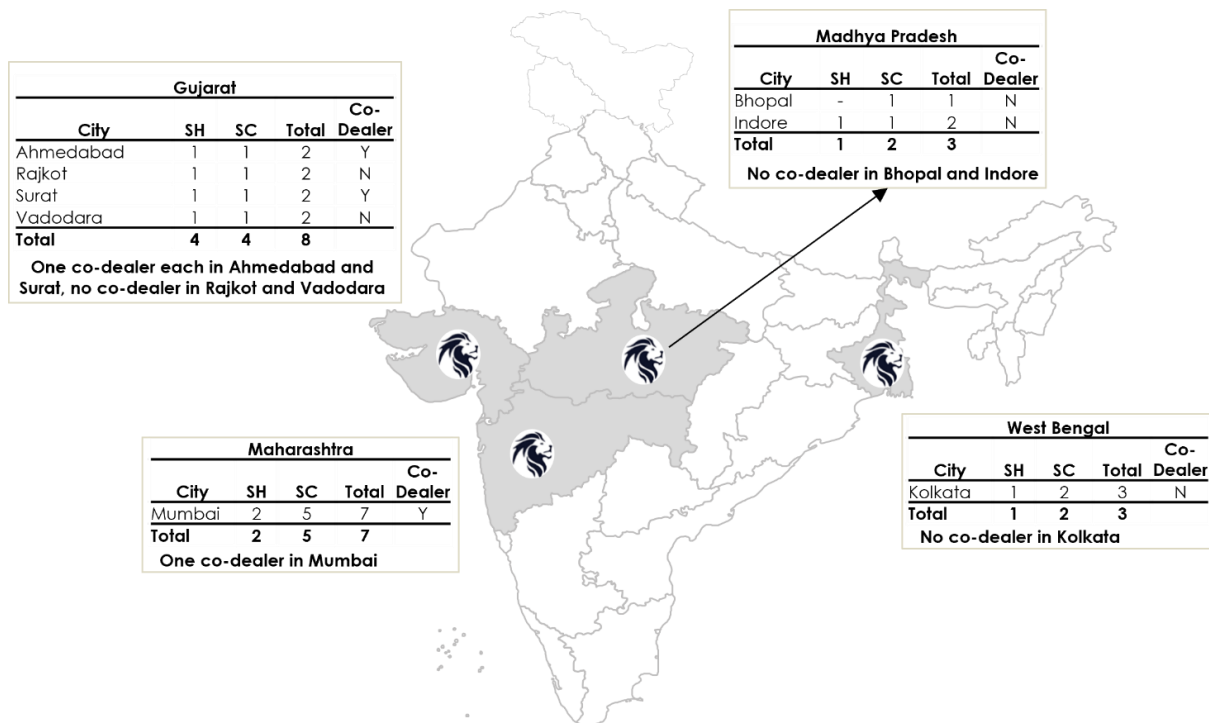 Gujarat
City SH SC Total Co-Dealer
Ahmedabad 1 1 2 Y
Rajkot 1 1 2 N
Surat 1 1 2 Y
Vadodara 1 1 2 N
Total 4 4 8
One co-dealer each in Ahmedabad and
Surat, no co-dealer in Rajkot and Vadodara
Madhya Pradesh
City SH SC Total Co-Dealer
Bhopal - 1 1 N
Indore 1 1 2 N
Total 1 2 3
No co-dealer in Bhopal and Indore
Maharashtra
City SH SC Total Co-Dealer
Mumbai 2 5 7 Y
Total 2 5 7
One co-dealer in Mumbai
West Bengal
City SH SC Total Co-Dealer
Kolkata 1 2 3 N
Total 1 2 3
No co-dealer in Kolkata